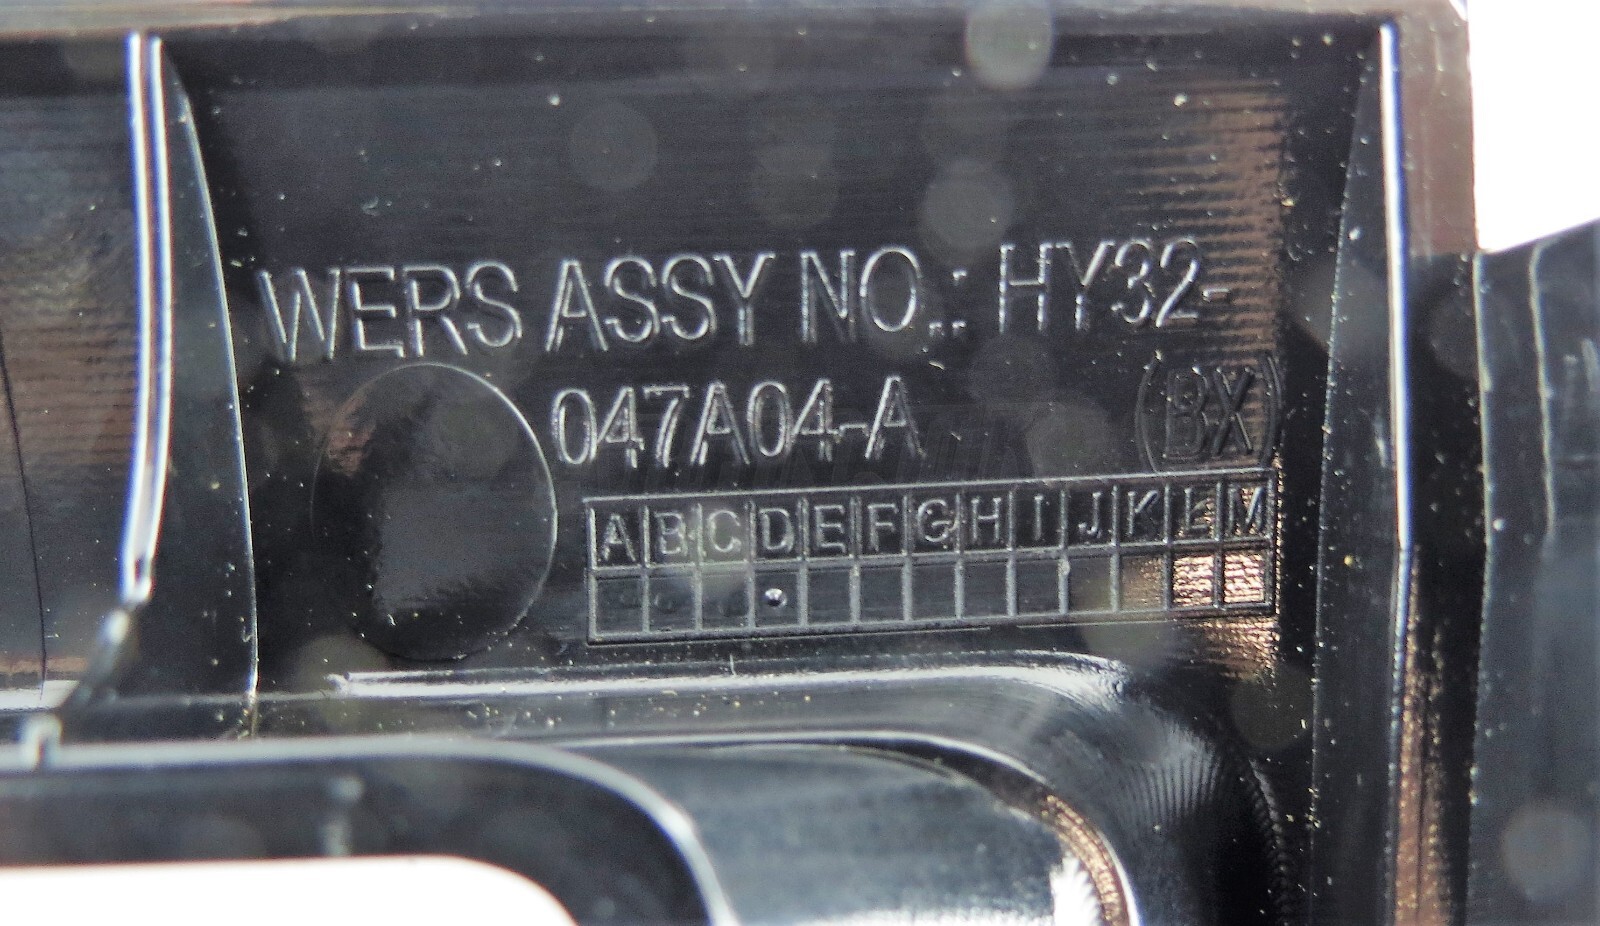 WERS ASSY NO.: HY32-
047A04-A (BX)
A B C D E F G H I J K L M